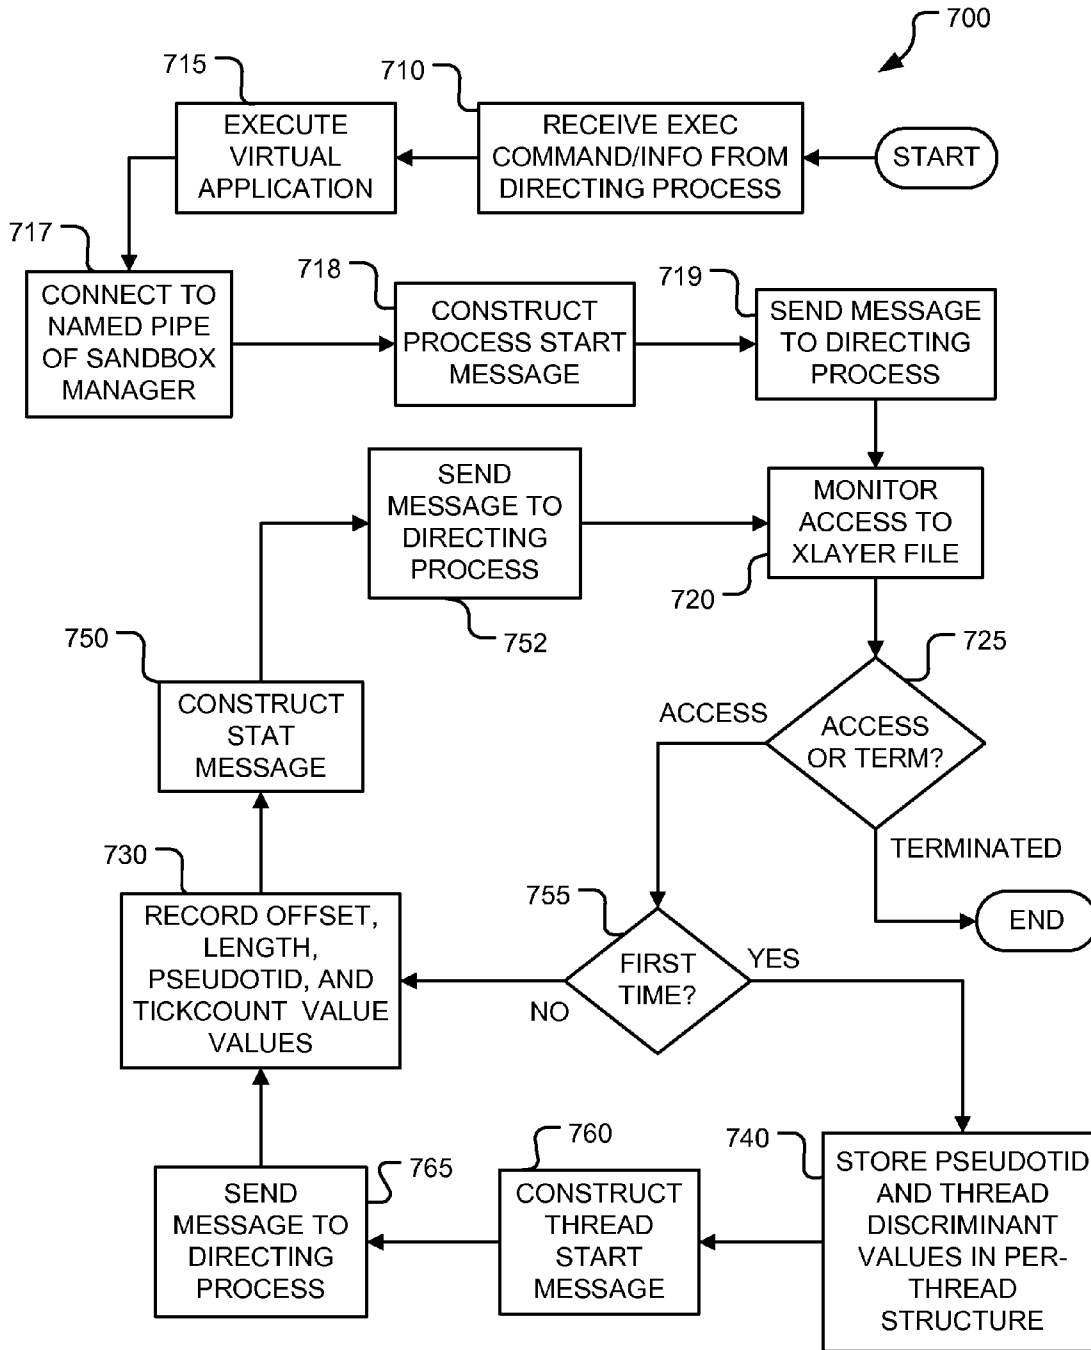 700
715
710
EXECUTE
VIRTUAL
APPLICATION
RECEIVE EXEC
COMMAND/INFO FROM
DIRECTING PROCESS
START
717
718
719
CONNECT TO
NAMED PIPE
OF SANDBOX
MANAGER
CONSTRUCT
PROCESS START
MESSAGE
SEND MESSAGE
TO DIRECTING
PROCESS
SEND
MESSAGE TO
DIRECTING
PROCESS
MONITOR
ACCESS TO
XLAYER FILE
720
752
750
725
CONSTRUCT
STAT
MESSAGE
ACCESS
ACCESS
OR TERM?
TERMINATED
730
755
END
RECORD OFFSET,
LENGTH,
PSEUDOTID, AND
TICKCOUNT VALUE
VALUES
FIRST
TIME?
YES
NO
765
760
740
SEND
MESSAGE TO
DIRECTING
PROCESS
CONSTRUCT
THREAD
START
MESSAGE
STORE PSEUDOTID
AND THREAD
DISCRIMINANT
VALUES IN PER-
THREAD
STRUCTURE